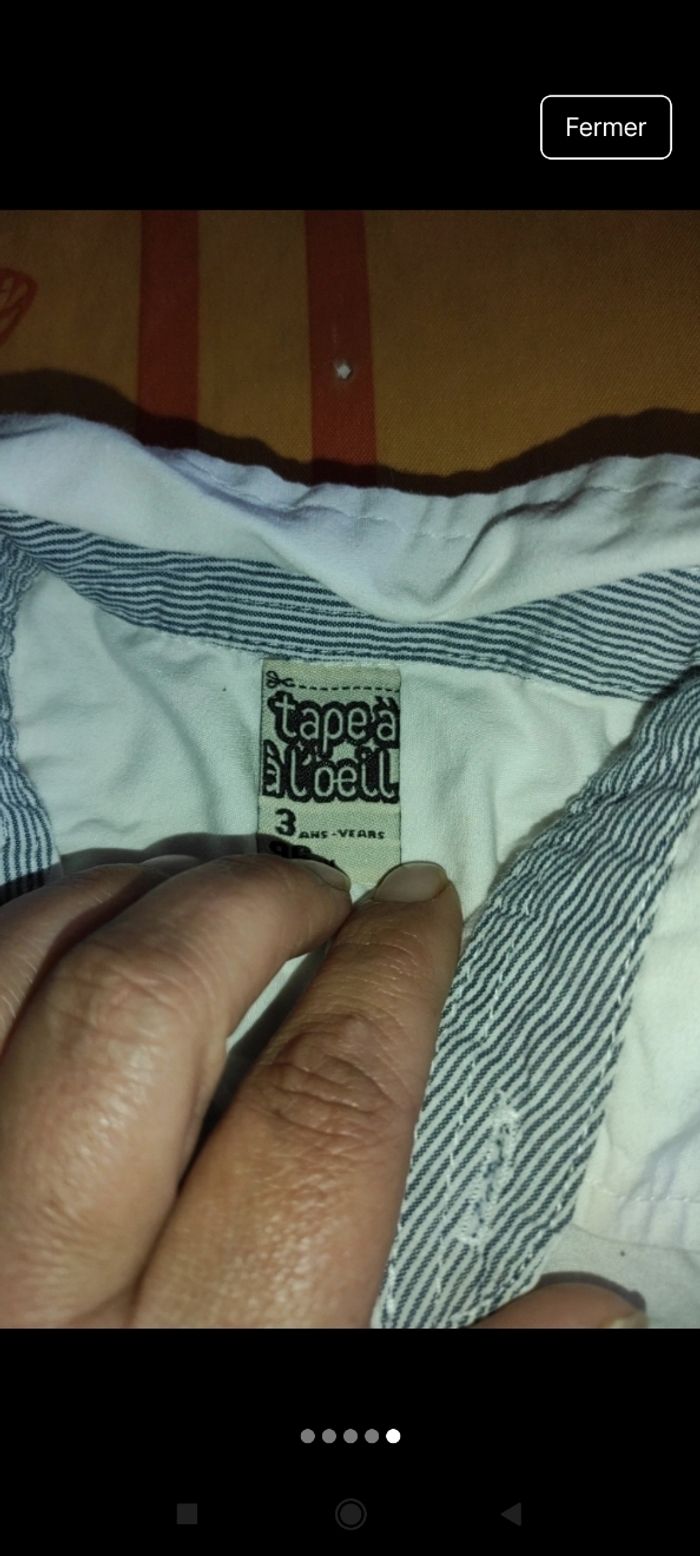 Fermer
tape à
à l'oeil
3 ANS - YEARS